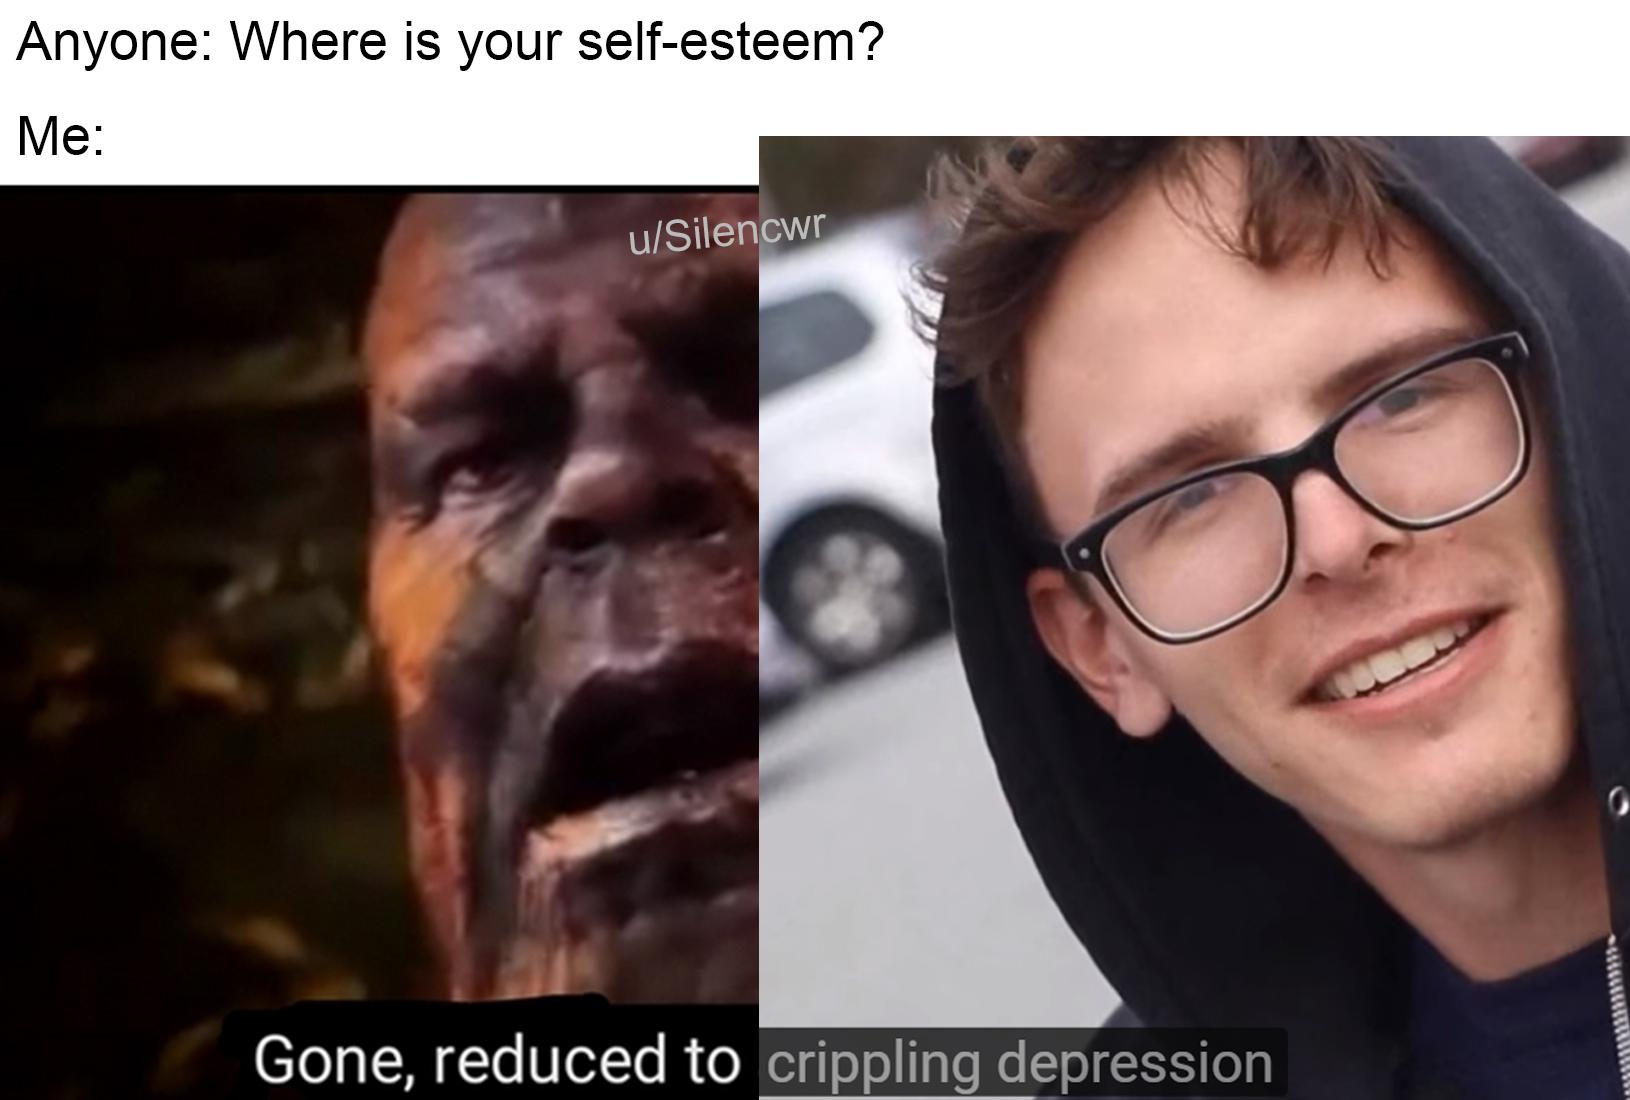 Anyone: Where is your self-esteem?
Me:
u/Silencwr
Gone, reduced to crippling depression